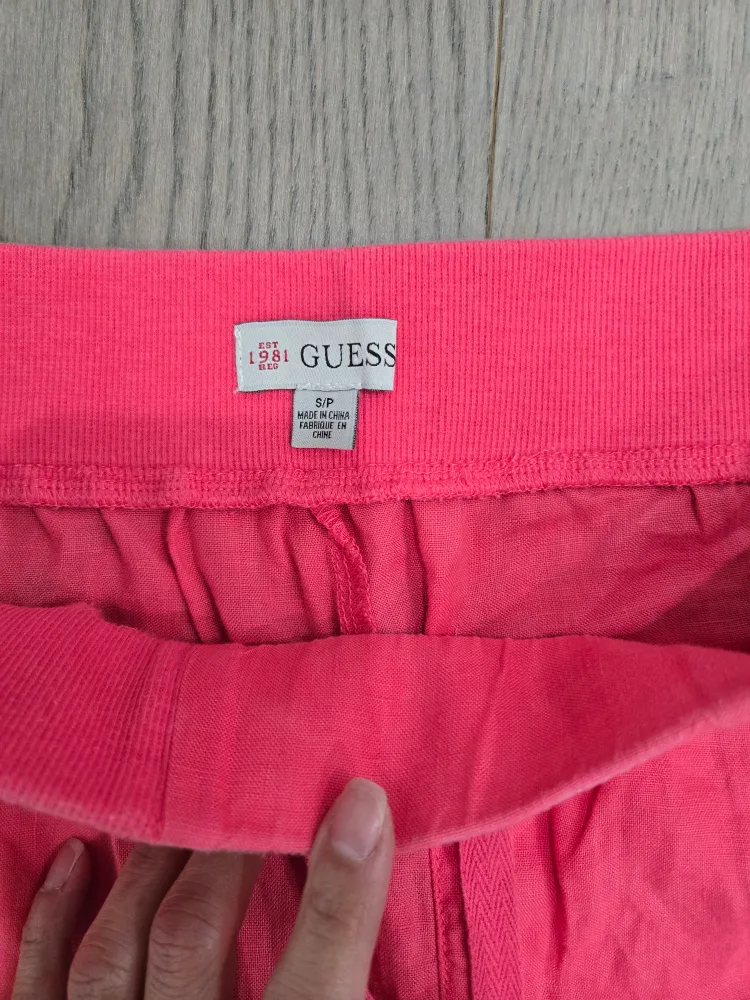 EST
1981 GUESS
REG
S/P
MADE IN CHINA
FABRIQUE EN
CHINE